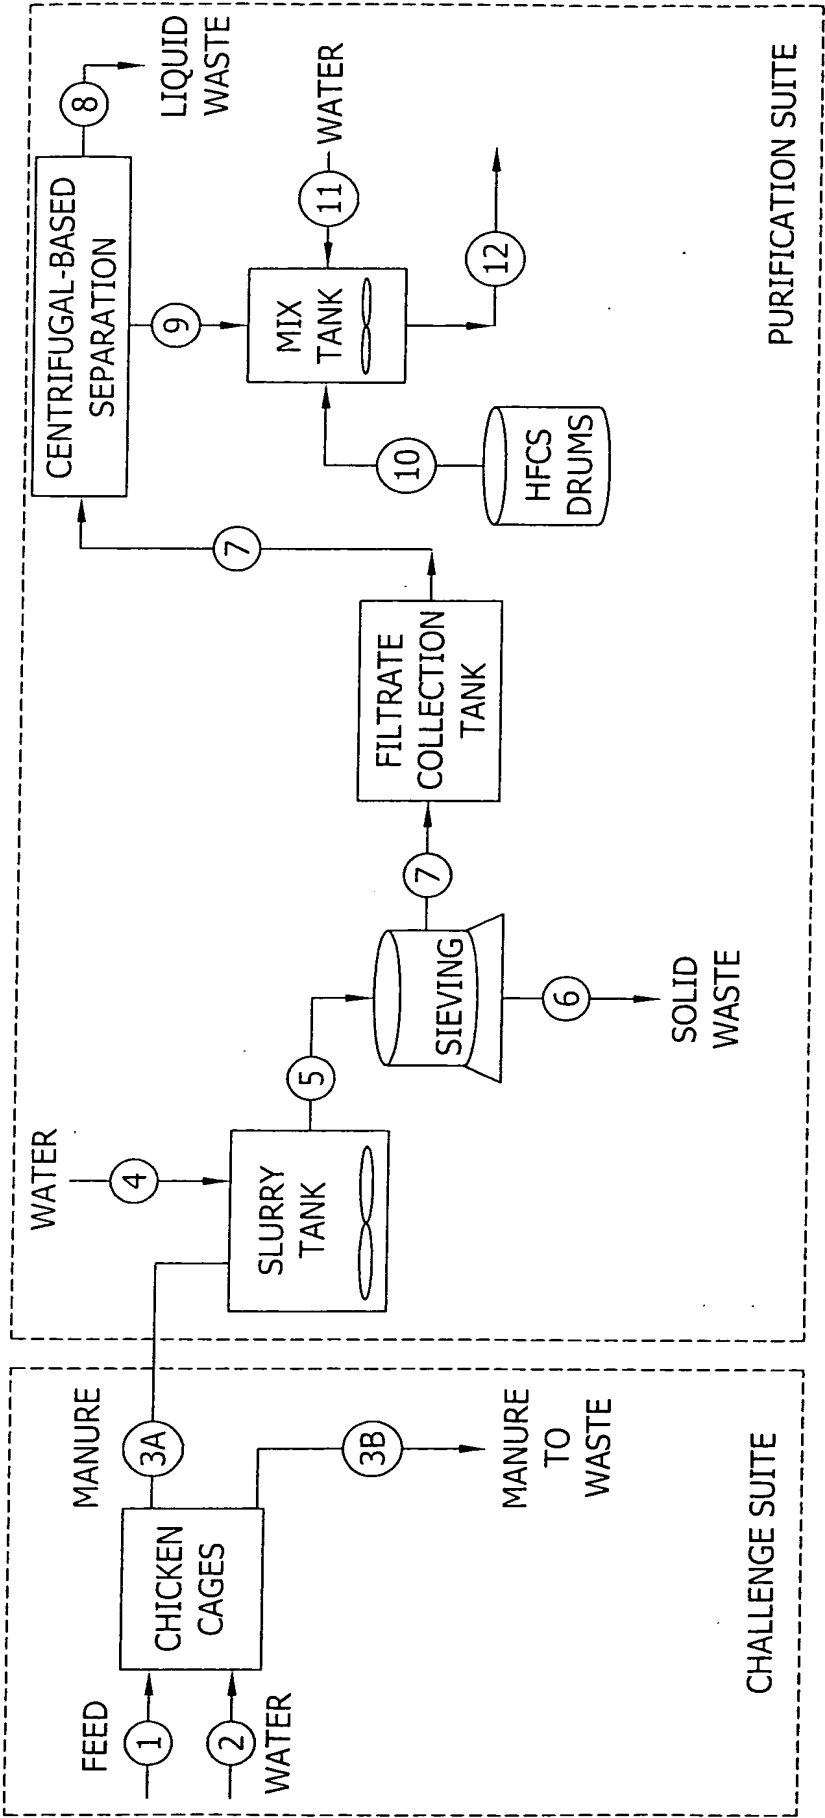 FEED
1
2
WATER
CHICKEN
CAGES
MANURE
3A
3B
MANURE
TO
WASTE
CHALLENGE SUITE
WATER
4
SLURRY
TANK
5
SIEVING
6
SOLID
WASTE
7
FILTRATE
COLLECTION
TANK
7
CENTRIFUGAL-BASED
SEPARATION
8
LIQUID
WASTE
9
MIX
TANK
10
HFCS
DRUMS
11
WATER
12
PURIFICATION SUITE